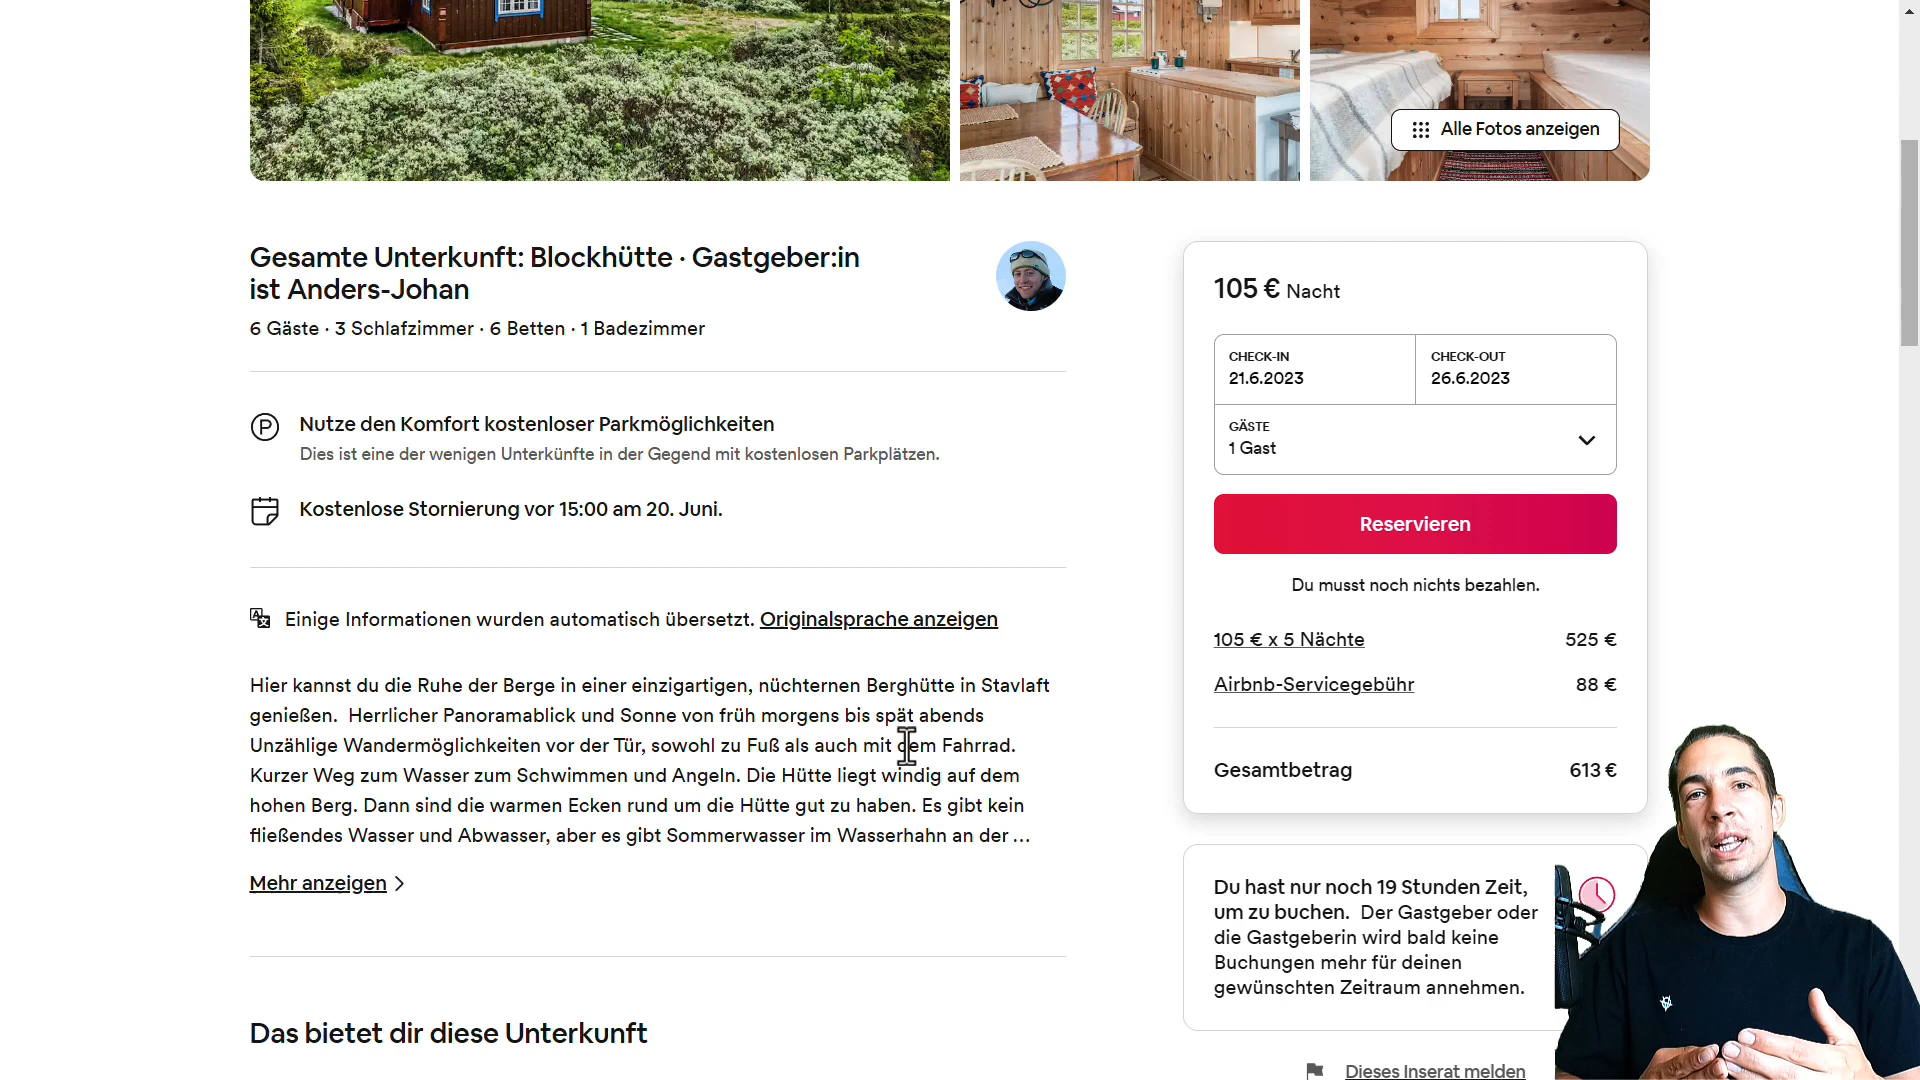 Alle Fotos anzeigen
Gesamte Unterkunft: Blockhütte · Gastgeber:in
ist Anders-Johan
6 Gäste · 3 Schlafzimmer · 6 Betten · 1 Badezimmer
Nutze den Komfort kostenloser Parkmöglichkeiten
Dies ist eine der wenigen Unterkünfte in der Gegend mit kostenlosen Parkplätzen.
Kostenlose Stornierung vor 15:00 am 20. Juni.
Einige Informationen wurden automatisch übersetzt. Originalsprache anzeigen
Hier kannst du die Ruhe der Berge in einer einzigartigen, nüchternen Berghütte in Stavlaft
genießen.  Herrlicher Panoramablick und Sonne von früh morgens bis spät abends
Unzählige Wandermöglichkeiten vor der Tür, sowohl zu Fuß als auch mit dem Fahrrad.
Kurzer Weg zum Wasser zum Schwimmen und Angeln. Die Hütte liegt windig auf dem
hohen Berg. Dann sind die warmen Ecken rund um die Hütte gut zu haben. Es gibt kein
fließendes Wasser und Abwasser, aber es gibt Sommerwasser im Wasserhahn an der ...
Mehr anzeigen
Das bietet dir diese Unterkunft
105 € Nacht
CHECK-IN
21.6.2023
CHECK-OUT
26.6.2023
GÄSTE
1 Gast
Reservieren
Du musst noch nichts bezahlen.
105 € x 5 Nächte 525 €
Airbnb-Servicegebühr 88 €
Gesamtbetrag 613 €
Du hast nur noch 19 Stunden Zeit,
um zu buchen.  Der Gastgeber oder
die Gastgeberin wird bald keine
Buchungen mehr für deinen
gewünschten Zeitraum annehmen.
Dieses Inserat melden